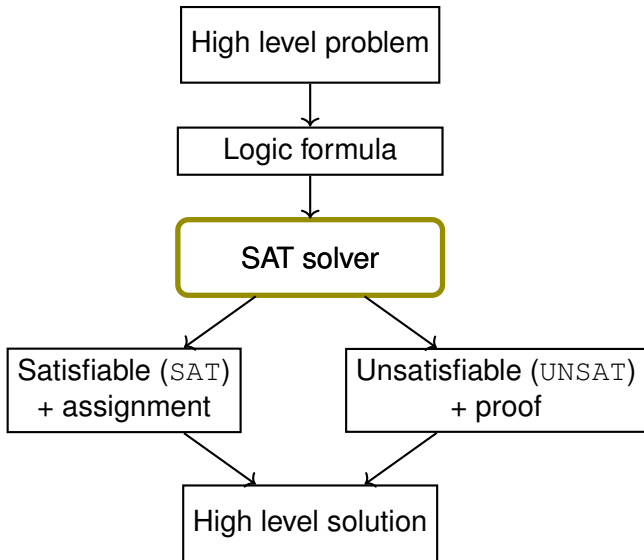 High level problem
Logic formula
SAT solver
Satisfiable (SAT)
+ assignment
Unsatisfiable (UNSAT)
+ proof
High level solution